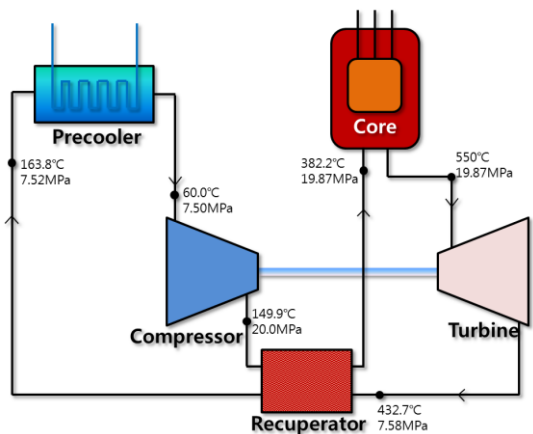 Precooler
Core
163.8℃
7.52MPa
60.0℃
7.50MPa
382.2℃
19.87MPa
550℃
19.87MPa
Compressor
149.9℃
20.0MPa
Turbine
Recuperator
432.7℃
7.58MPa